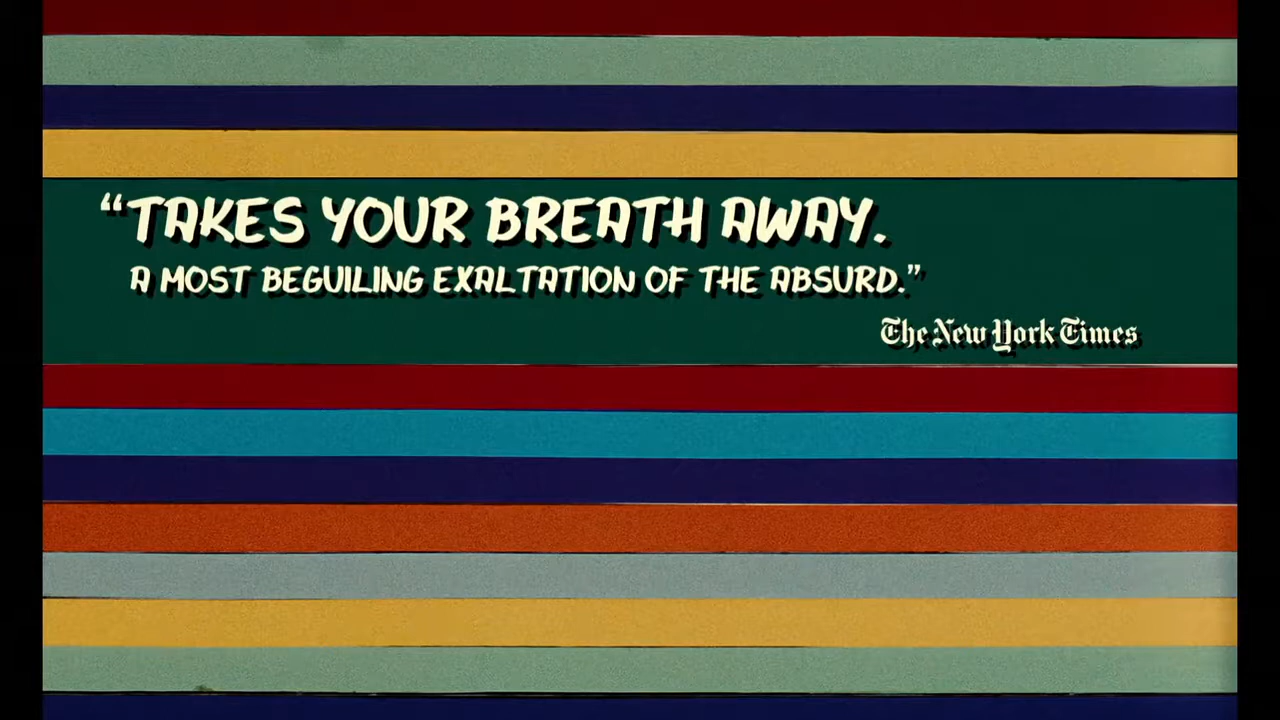 “TAKES YOUR BREATH AWAY.
A MOST BEGUILING EXALTATION OF THE ABSURD.”
The New York Times